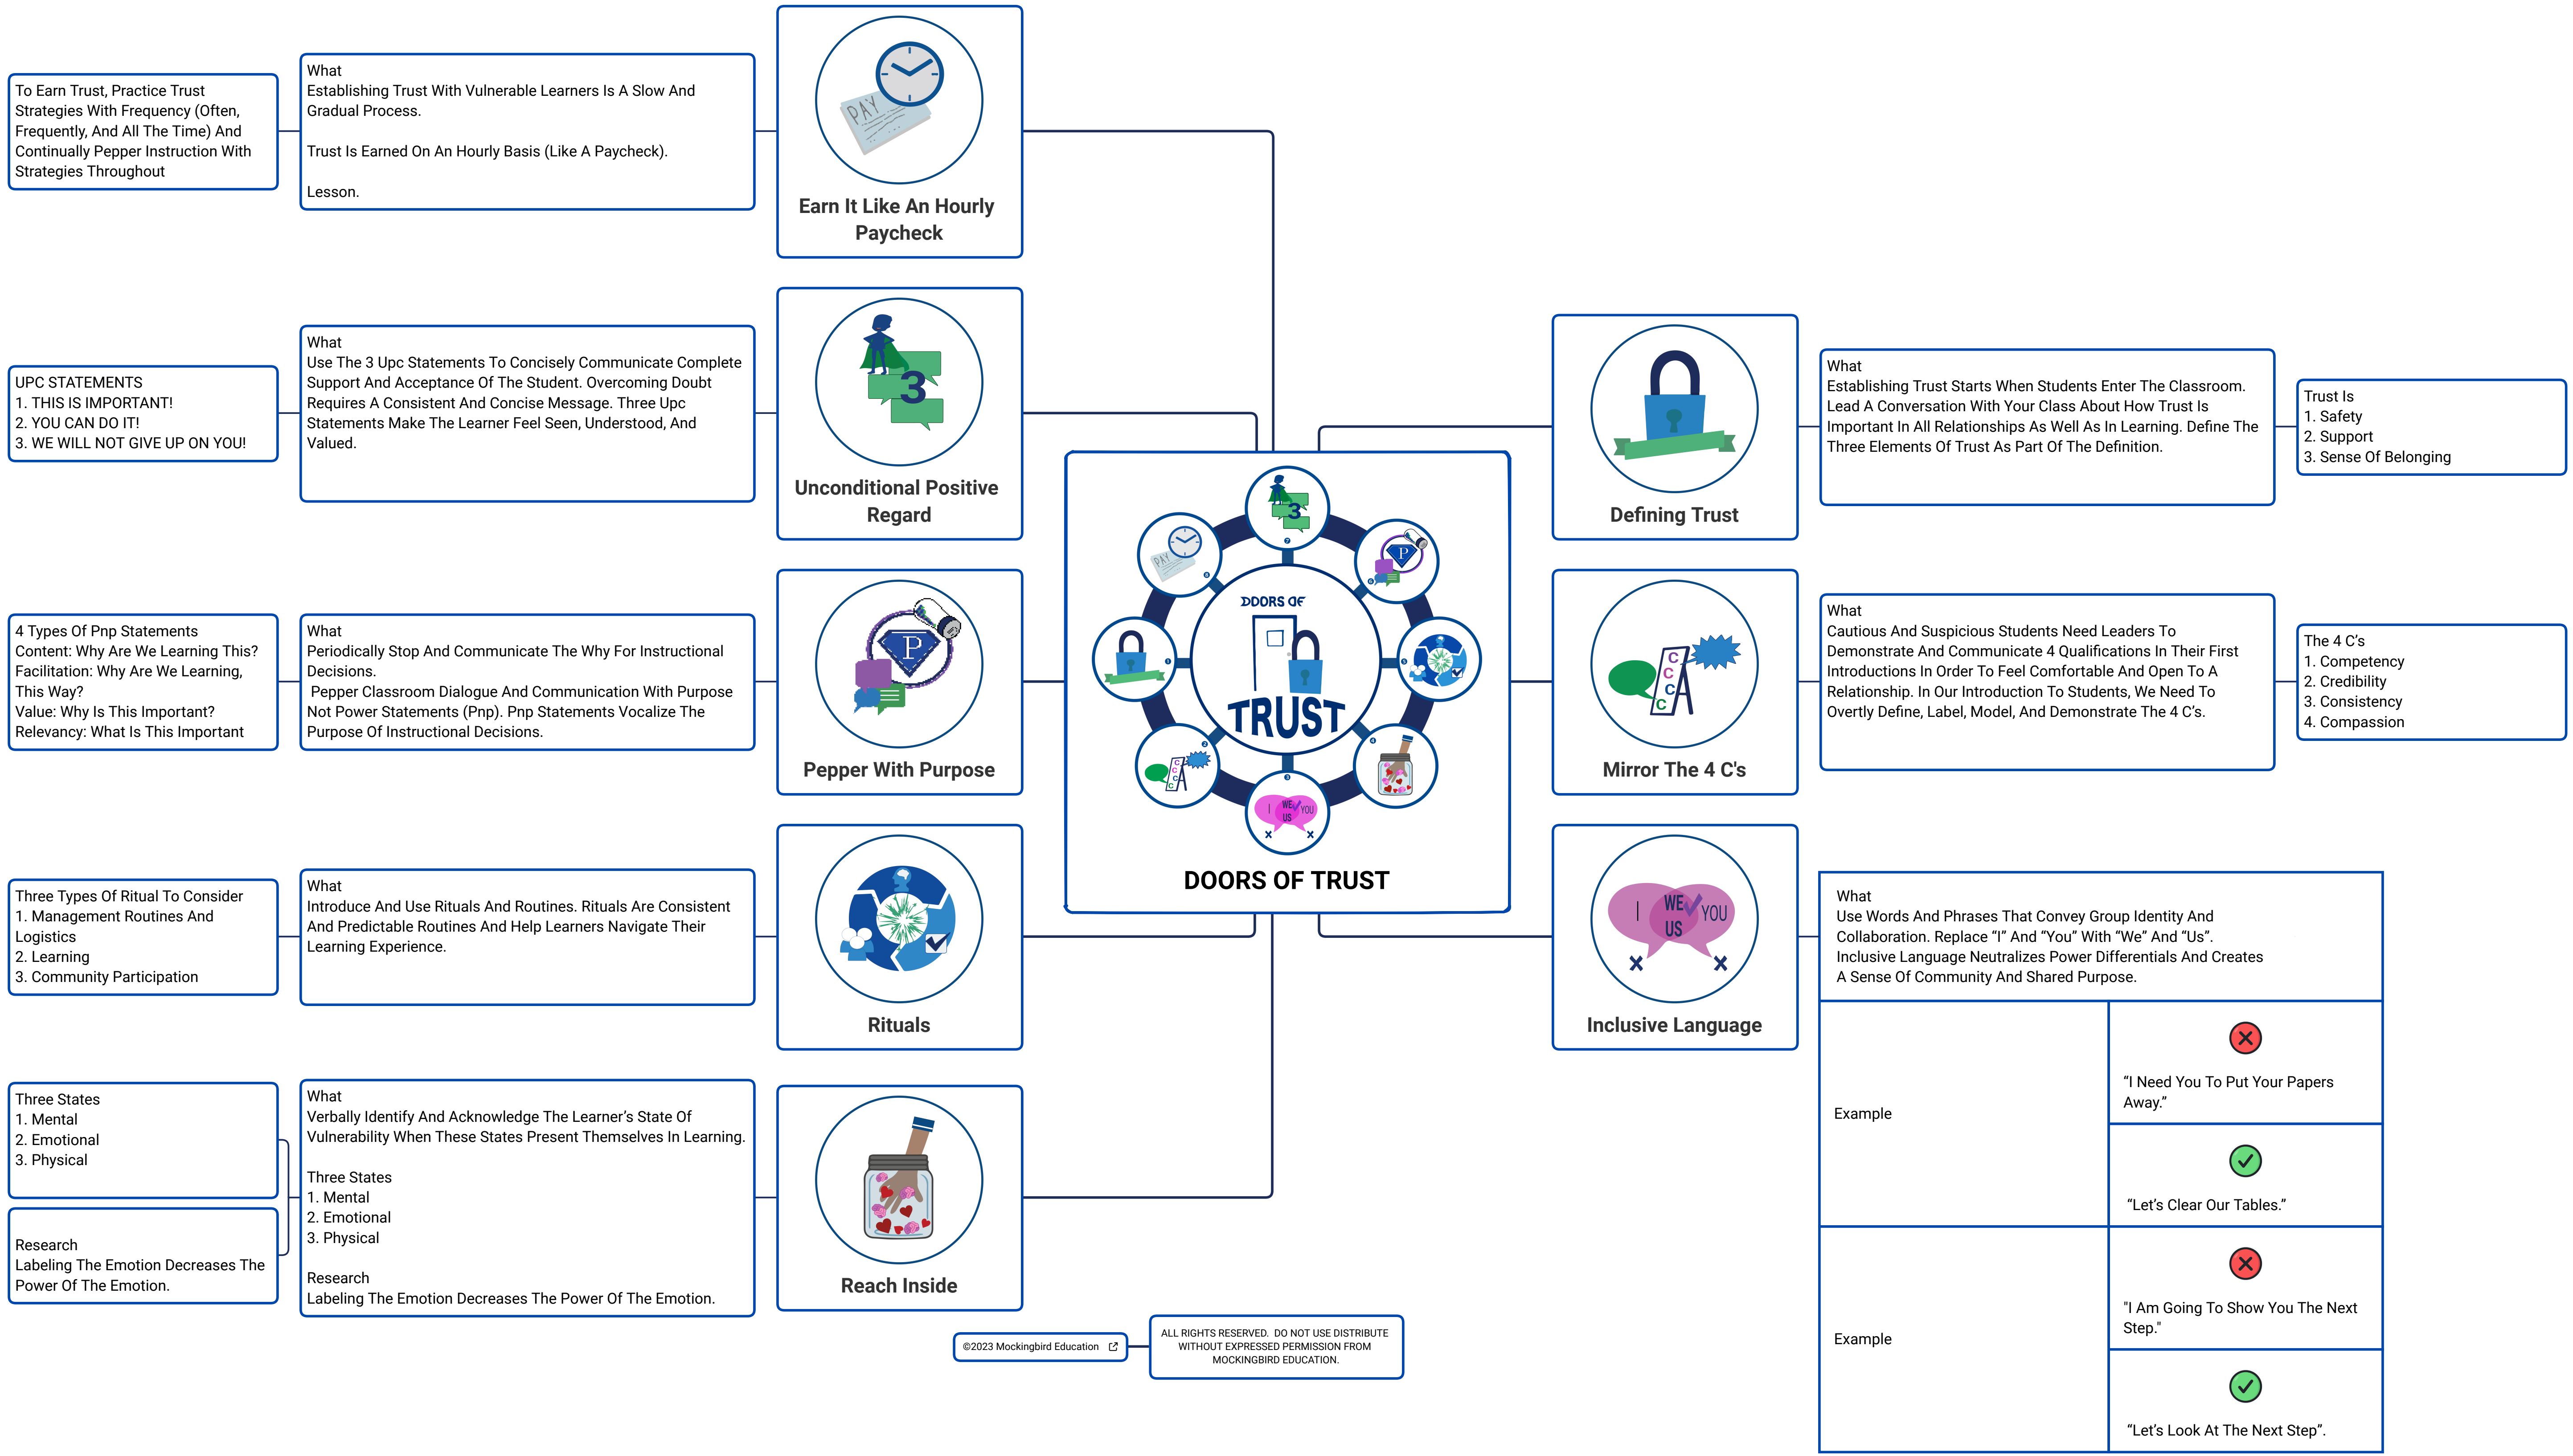 To Earn Trust, Practice Trust
Strategies With Frequency (Often,
Frequently, And All The Time) And
Continually Pepper Instruction With
Strategies Throughout
What
Establishing Trust With Vulnerable Learners Is A Slow And
Gradual Process.
Trust Is Earned On An Hourly Basis (Like A Paycheck).
Lesson.
PAY
Earn It Like An Hourly
Paycheck
UPC STATEMENTS
1. THIS IS IMPORTANT!
2. YOU CAN DO IT!
3. WE WILL NOT GIVE UP ON YOU!
What
Use The 3 Upc Statements To Concisely Communicate Complete
Support And Acceptance Of The Student. Overcoming Doubt
Requires A Consistent And Concise Message. Three Upc
Statements Make The Learner Feel Seen, Understood, And
Valued.
3
Unconditional Positive
Regard
4 Types Of Pnp Statements
Content: Why Are We Learning This?
Facilitation: Why Are We Learning,
This Way?
Value: Why Is This Important?
Relevancy: What Is This Important
What
Periodically Stop And Communicate The Why For Instructional
Decisions.
Pepper Classroom Dialogue And Communication With Purpose
Not Power Statements (Pnp). Pnp Statements Vocalize The
Purpose Of Instructional Decisions.
P
Pepper With Purpose
Three Types Of Ritual To Consider
1. Management Routines And
Logistics
2. Learning
3. Community Participation
What
Introduce And Use Rituals And Routines. Rituals Are Consistent
And Predictable Routines And Help Learners Navigate Their
Learning Experience.
Rituals
Three States
1. Mental
2. Emotional
3. Physical
Research
Labeling The Emotion Decreases The
Power Of The Emotion.
What
Verbally Identify And Acknowledge The Learner’s State Of
Vulnerability When These States Present Themselves In Learning.
Three States
1. Mental
2. Emotional
3. Physical
Research
Labeling The Emotion Decreases The Power Of The Emotion.
Reach Inside
3
7
PAY
8
P
6
DOORS OF
TRUST
1
5
C
C
C
C
2
4
3
I
WE
US
YOU
DOORS OF TRUST
Defining Trust
What
Establishing Trust Starts When Students Enter The Classroom.
Lead A Conversation With Your Class About How Trust Is
Important In All Relationships As Well As In Learning. Define The
Three Elements Of Trust As Part Of The Definition.
Trust Is
1. Safety
2. Support
3. Sense Of Belonging
C
C
C
C
Mirror The 4 C's
What
Cautious And Suspicious Students Need Leaders To
Demonstrate And Communicate 4 Qualifications In Their First
Introductions In Order To Feel Comfortable And Open To A
Relationship. In Our Introduction To Students, We Need To
Overtly Define, Label, Model, And Demonstrate The 4 C’s.
The 4 C’s
1. Competency
2. Credibility
3. Consistency
4. Compassion
I
WE
US
YOU
Inclusive Language
What
Use Words And Phrases That Convey Group Identity And
Collaboration. Replace “I” And “You” With “We” And “Us”.
Inclusive Language Neutralizes Power Differentials And Creates
A Sense Of Community And Shared Purpose.
Example
“I Need You To Put Your Papers
Away.”
“Let’s Clear Our Tables.”
Example
"I Am Going To Show You The Next
Step."
“Let’s Look At The Next Step”.
©2023 Mockingbird Education
ALL RIGHTS RESERVED. DO NOT USE DISTRIBUTE
WITHOUT EXPRESSED PERMISSION FROM
MOCKINGBIRD EDUCATION.